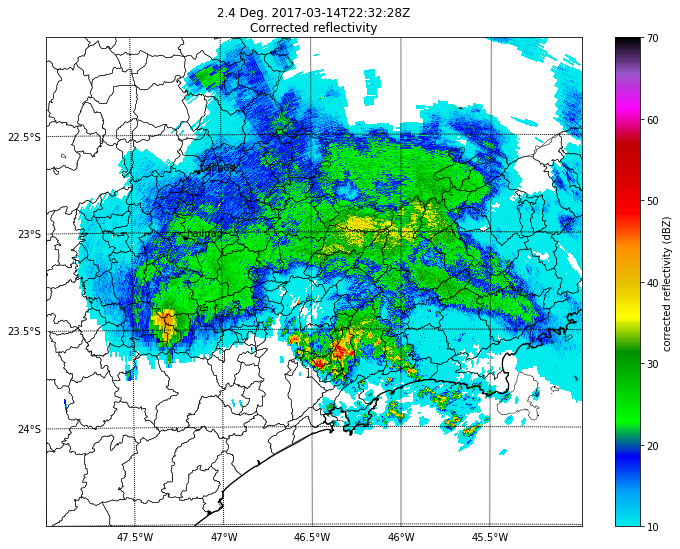 2.4 Deg. 2017-03-14T22:32:28Z
Corrected reflectivity
70
60
50
40
30
20
10
corrected reflectivity (dBZ)
22.5°S
23°S
23.5°S
24°S
47.5°W
47°W
46.5°W
46°W
45.5°W